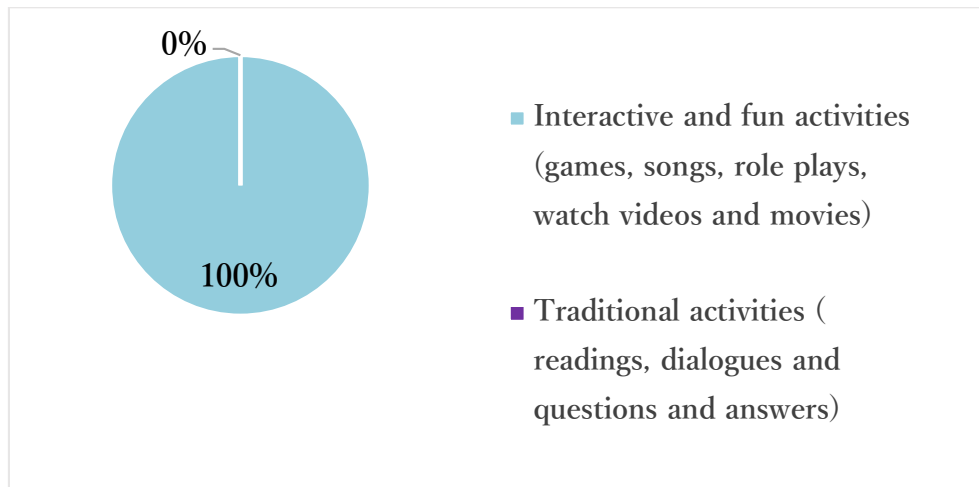 0%
100%
Interactive and fun activities
(games, songs, role plays,
watch videos and movies)
Traditional activities (
readings, dialogues and
questions and answers)